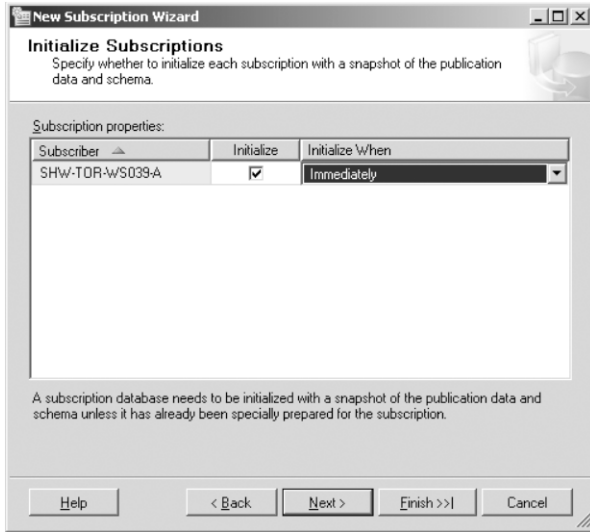 New Subscription Wizard
Initialize Subscriptions
Specify whether to initialize each subscription with a snapshot of the publication
data and schema.
Subscription properties:
Subscriber Initialize Initialize When
SHW-TOR-WS039-A Immediately
A subscription database needs to be initialized with a snapshot of the publication data and
schema unless it has already been specially prepared for the subscription.
Help < Back Next > Finish >>| Cancel